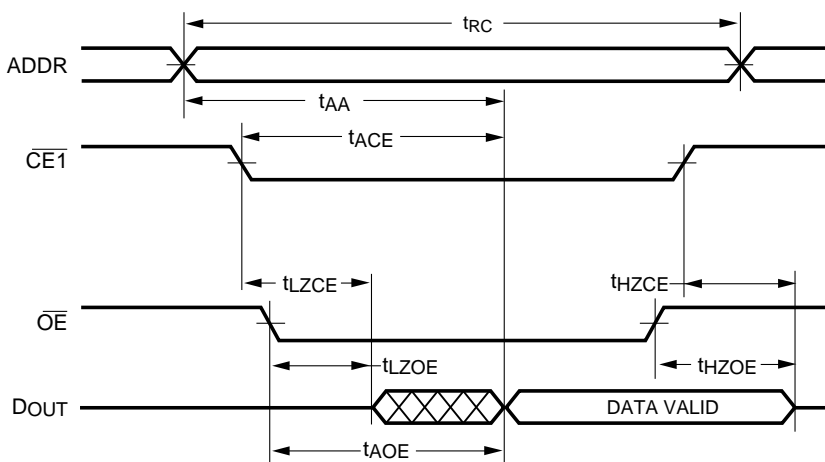 tRC
ADDR
tAA
tACE
CE1
tLZCE
tHZCE
OE
tLZOE
tHZOE
DOUT
DATA VALID
tAOE